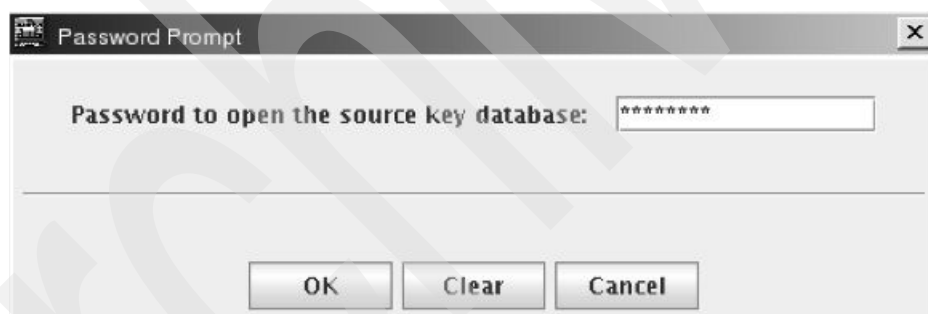 Password Prompt
Password to open the source key database: ********
OK Clear Cancel